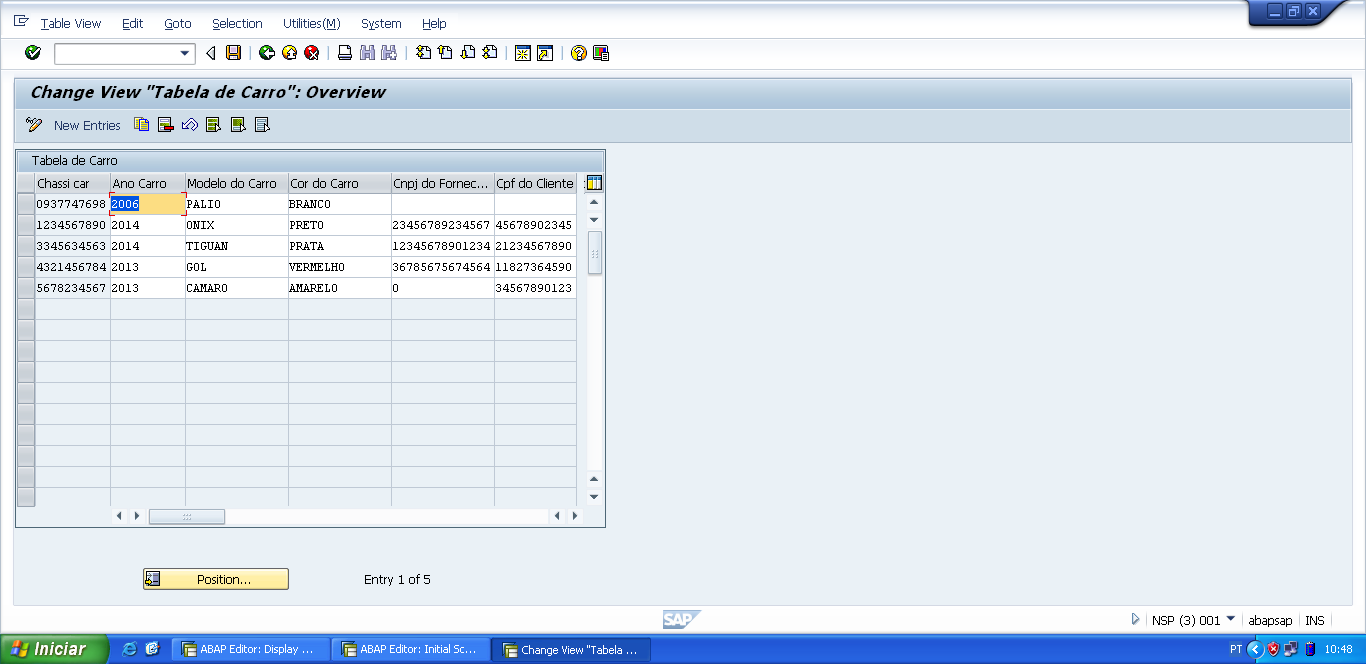 Table View Edit Goto Selection Utilities(M) System Help
Change View "Tabela de Carro": Overview
New Entries
Tabela de Carro
Chassi car Ano Carro Modelo do Carro Cor do Carro Cnpj do Fornec... Cpf do Cliente
0937747698 2006 PALIO BRANCO
1234567890 2014 ONIX PRETO 23456789234567 45678902345
3345634563 2014 TIGUAN PRATA 12345678901234 21234567890
4321456784 2013 GOL VERMELHO 36785675674564 11827364590
5678234567 2013 CAMARO AMARELO 0 34567890123
Position... Entry 1 of 5
SAP
NSP (3) 001 abapsap INS
Iniciar ABAP Editor: Display ... ABAP Editor: Initial Sc... Change View "Tabela ... PT 10:48